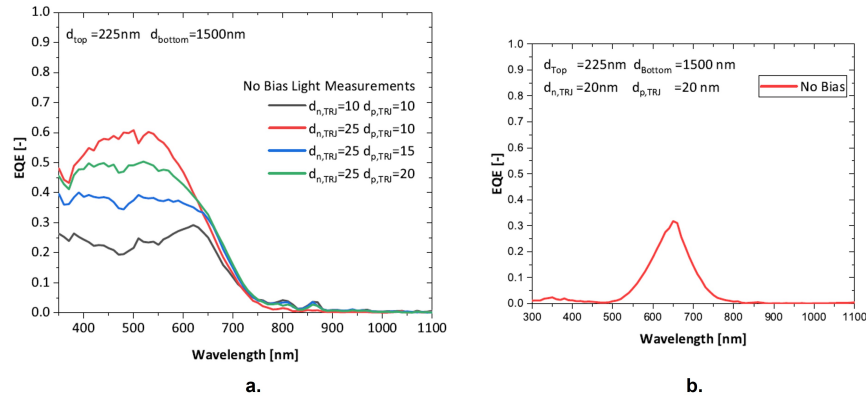 d_top =225nm d_bottom =1500nm
No Bias Light Measurements
d_n,TRJ=10 d_p,TRJ=10
d_n,TRJ=25 d_p,TRJ=10
d_n,TRJ=25 d_p,TRJ=15
d_n,TRJ=25 d_p,TRJ=20
EQE [-]
1.0
0.9
0.8
0.7
0.6
0.5
0.4
0.3
0.2
0.1
0.0
400 500 600 700 800 900 1000 1100
Wavelength [nm]
a.
d_Top =225nm d_Bottom =1500 nm
d_n,TRJ =20nm d_p,TRJ =20 nm
No Bias
EQE [-]
1.0
0.9
0.8
0.7
0.6
0.5
0.4
0.3
0.2
0.1
0.0
300 400 500 600 700 800 900 1000 1100
Wavelength [nm]
b.